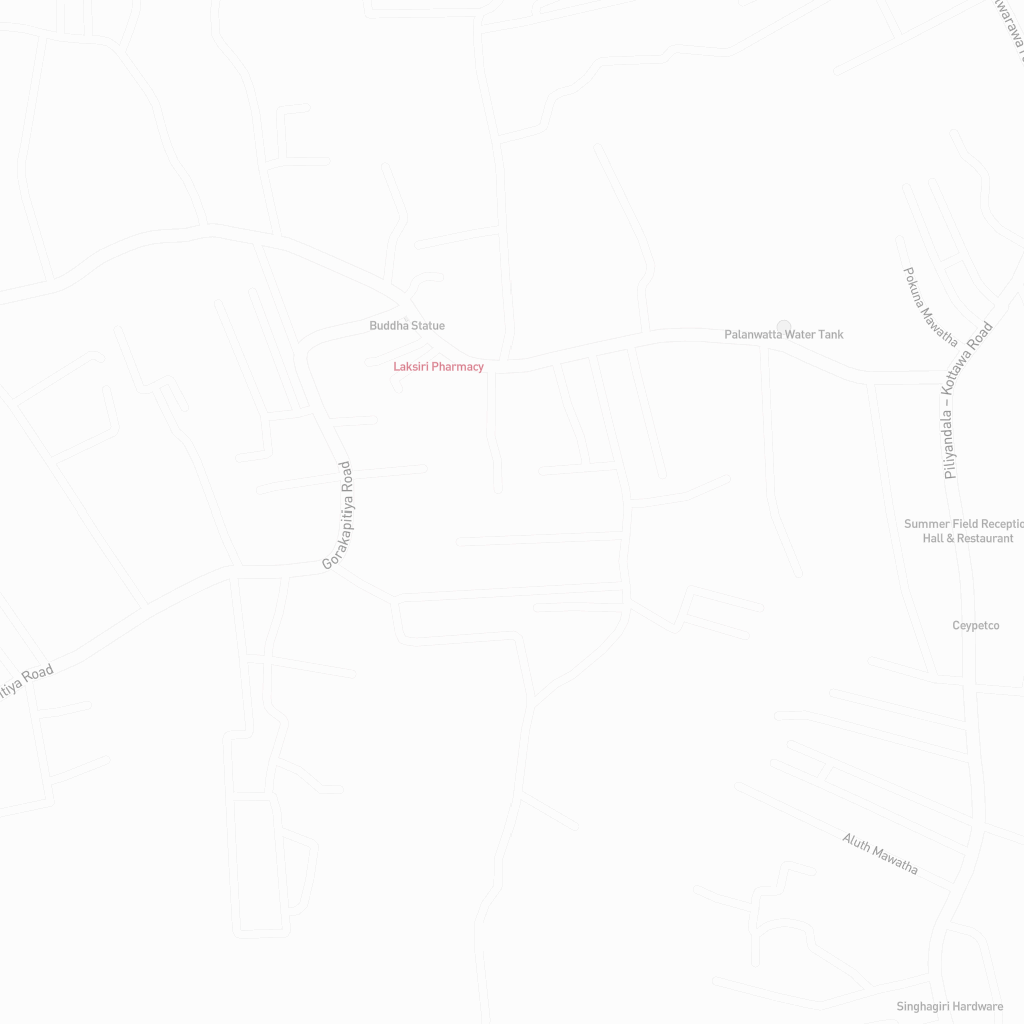 Buddha Statue
Laksiri Pharmacy
Palanwatta Water Tank
Pokuna Mawatha
Piliyandala – Kottawa Road
Gorakapitiya Road
Summer Field Receptio
Hall & Restaurant
Ceypetco
itiya Road
Aluth Mawatha
Singhagiri Hardware